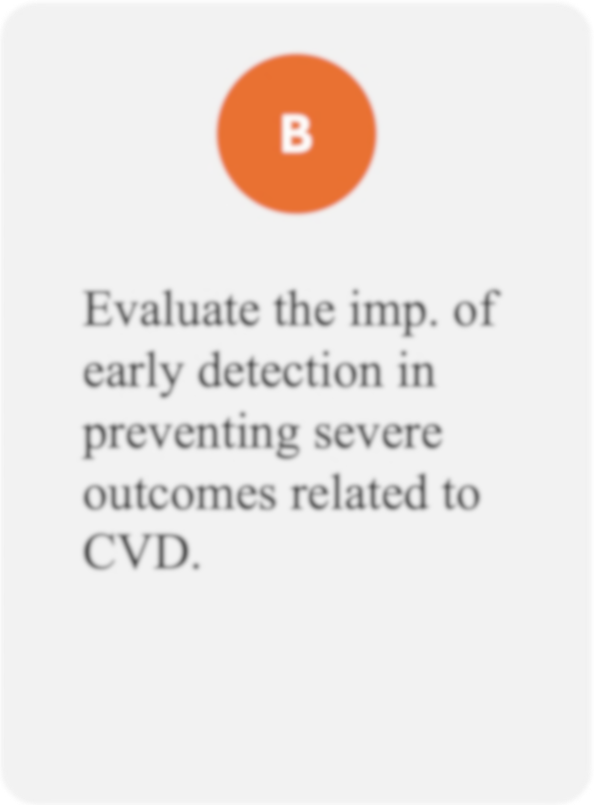 B
Evaluate the imp. of
early detection in
preventing severe
outcomes related to
CVD.